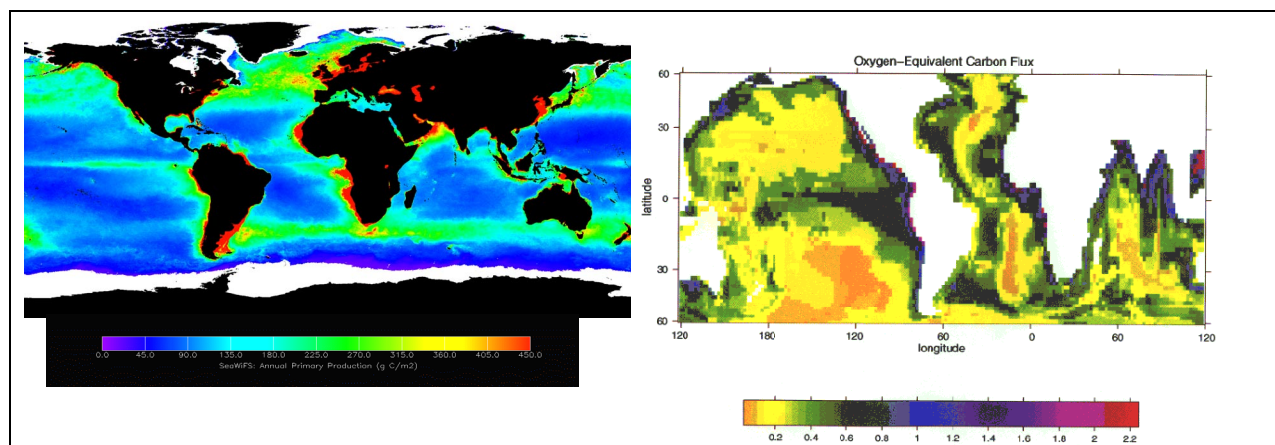 0.0 45.0 90.0 135.0 180.0 225.0 270.0 315.0 360.0 405.0 450.0
SeaWiFS: Annual Primary Production (g C/m2)
Oxygen-Equivalent Carbon Flux
60
30
0
30
60
latitude
120 180 120 60 0 60 120
longitude
0.2 0.4 0.6 0.8 1 1.2 1.4 1.6 1.8 2 2.2